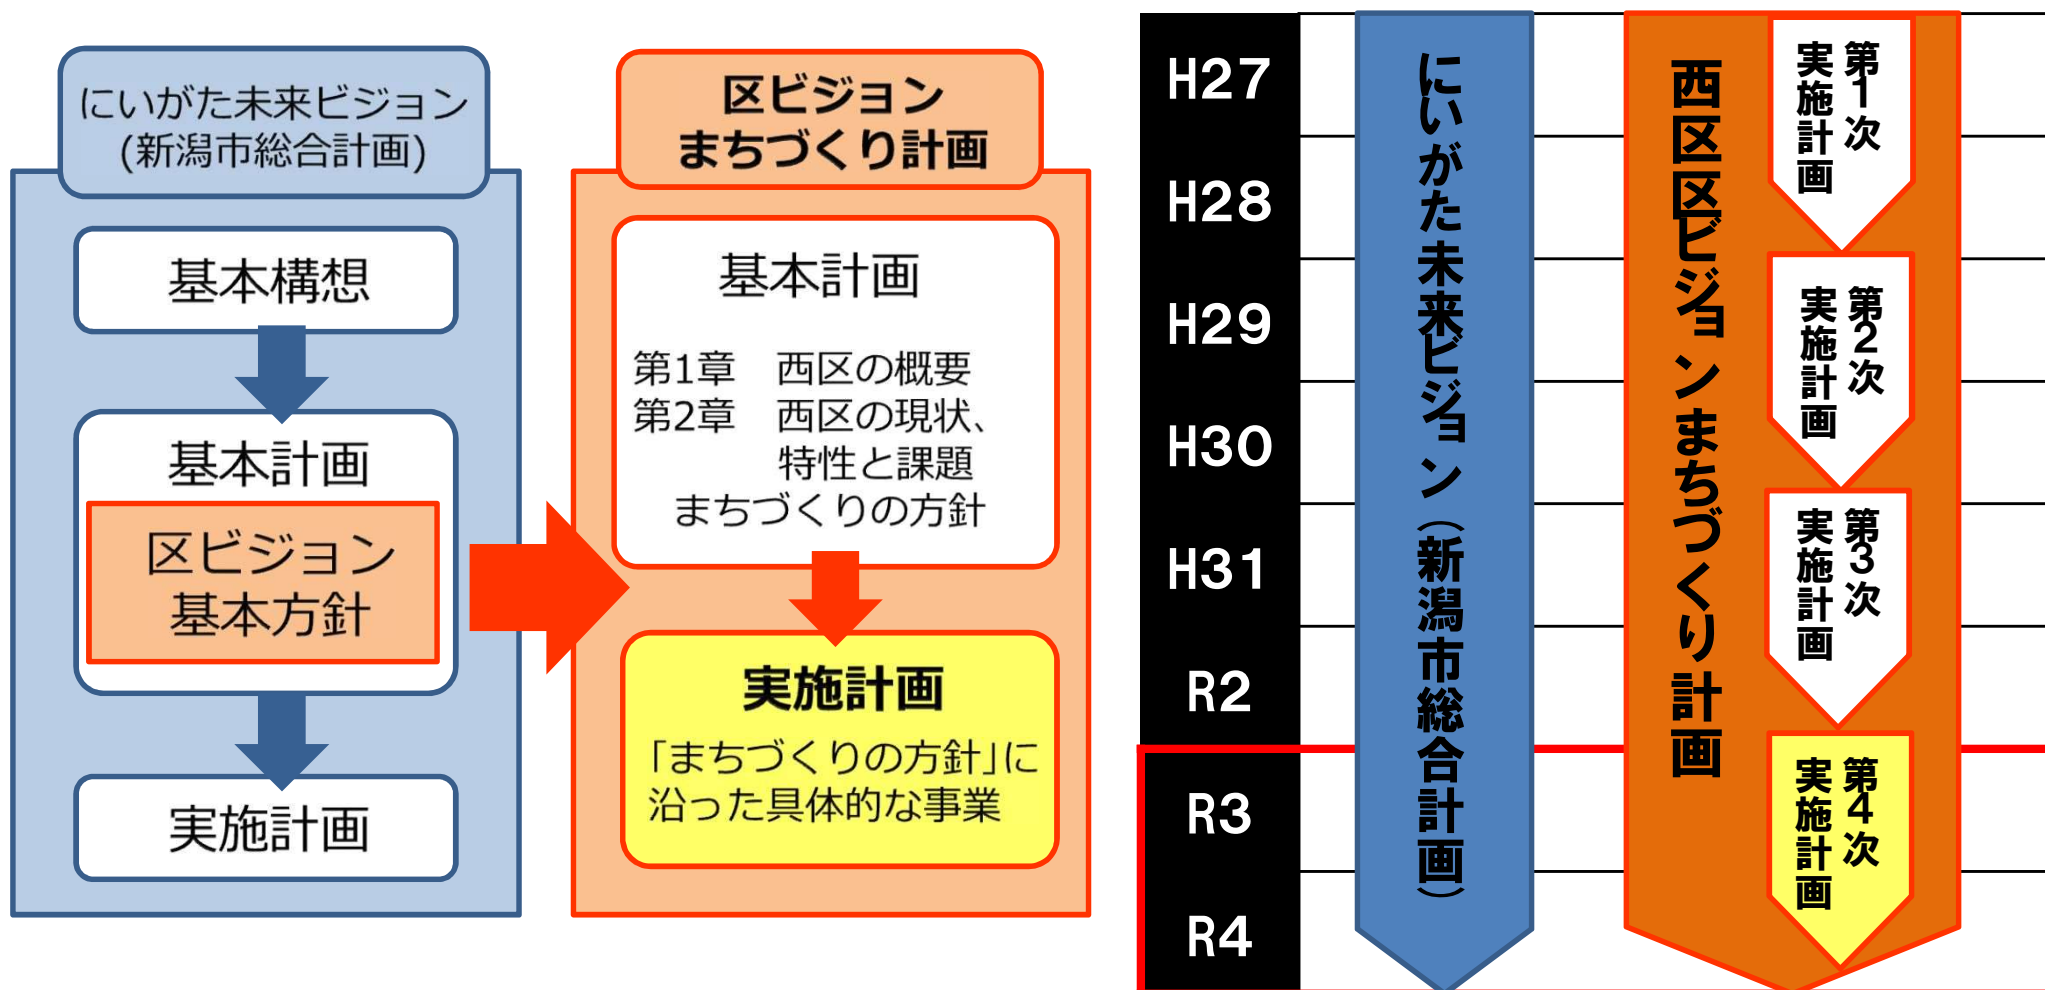 にいがた未来ビジョン
(新潟市総合計画)
基本構想
基本計画
区ビジョン
基本方針
実施計画
区ビジョン
まちづくり計画
基本計画
第1章　西区の概要
第2章　西区の現状、
特性と課題
まちづくりの方針
実施計画
「まちづくりの方針」に
沿った具体的な事業
H27
H28
H29
H30
H31
R2
R3
R4
にいがた未来ビジョン（新潟市総合計画）
西区区ビジョンまちづくり計画
第1次
実施計画
第2次
実施計画
第3次
実施計画
第4次
実施計画